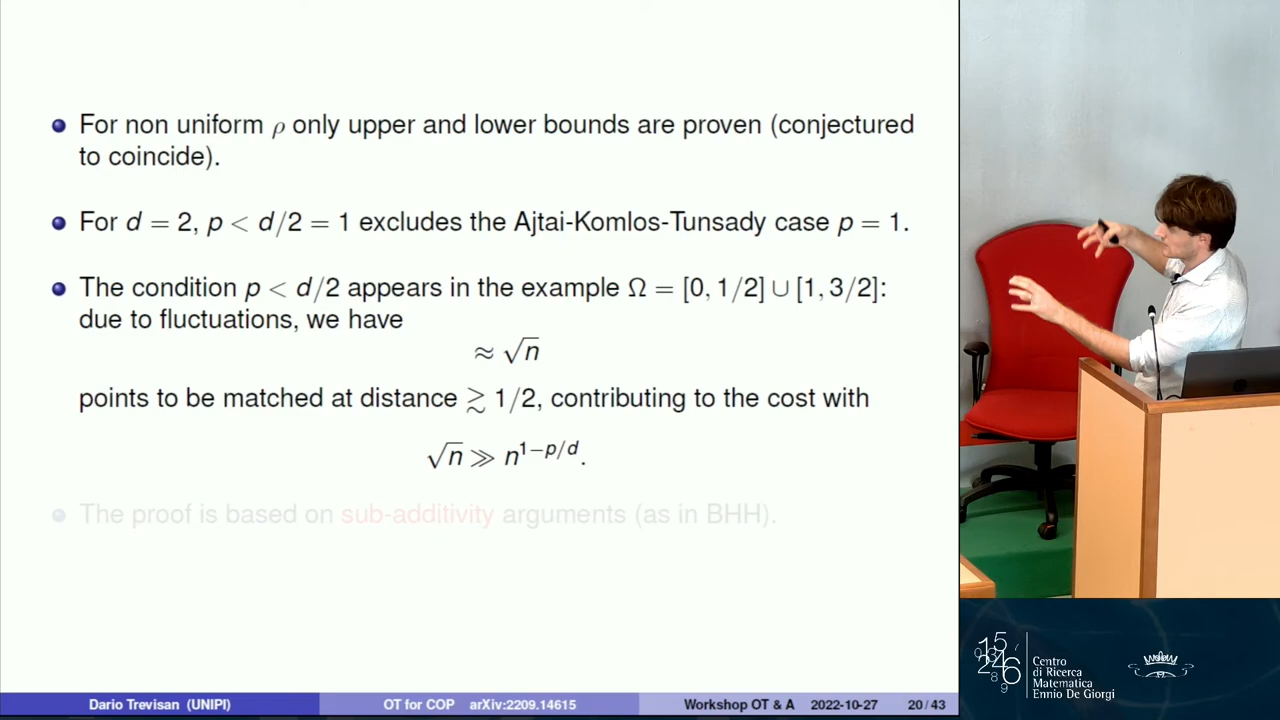 For non uniform ρ only upper and lower bounds are proven (conjectured
to coincide).
For d = 2, p < d/2 = 1 excludes the Ajtai-Komlos-Tunsady case p = 1.
The condition p < d/2 appears in the example Ω = [0, 1/2] ∪ [1, 3/2]:
due to fluctuations, we have
≈ √n
points to be matched at distance ≳ 1/2, contributing to the cost with
√n ≫ n^{1−p/d}.
The proof is based on sub-additivity arguments (as in BHH).
Dario Trevisan (UNIPI) OT for COP arXiv:2209.14615 Workshop OT & A 2022-10-27 20 / 43
Centro
di Ricerca
Matematica
Ennio De Giorgi